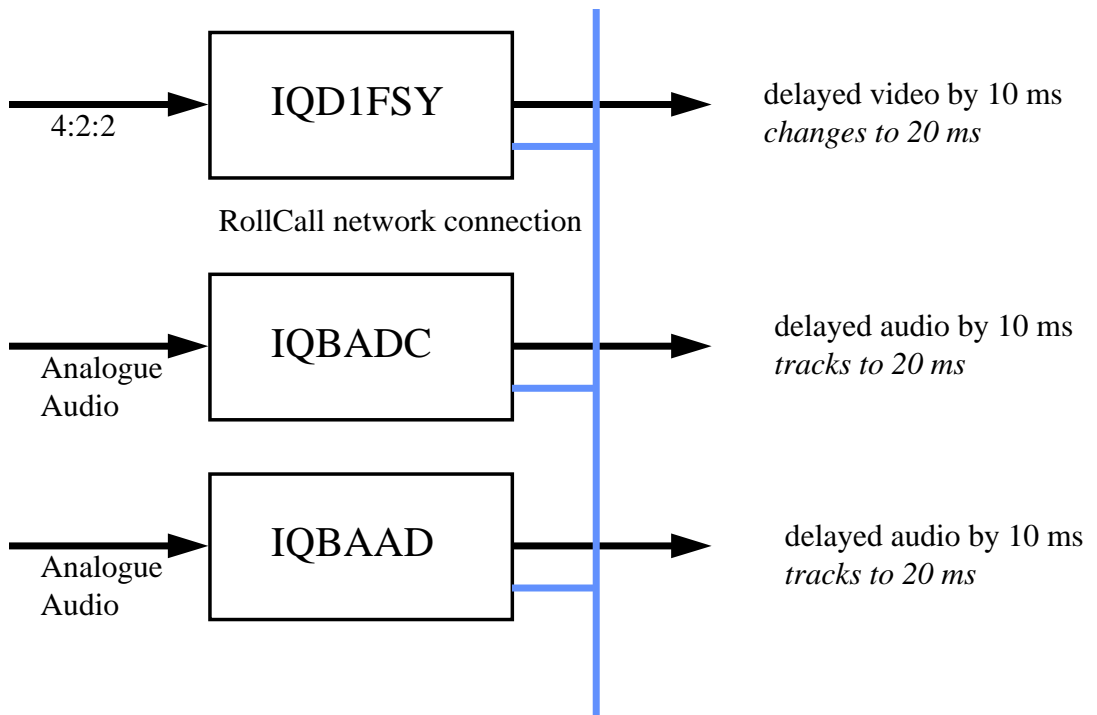 IQD1FSY
4:2:2
delayed video by 10 ms
changes to 20 ms
RollCall network connection
IQBADC
Analogue
Audio
delayed audio by 10 ms
tracks to 20 ms
IQBAAD
Analogue
Audio
delayed audio by 10 ms
tracks to 20 ms